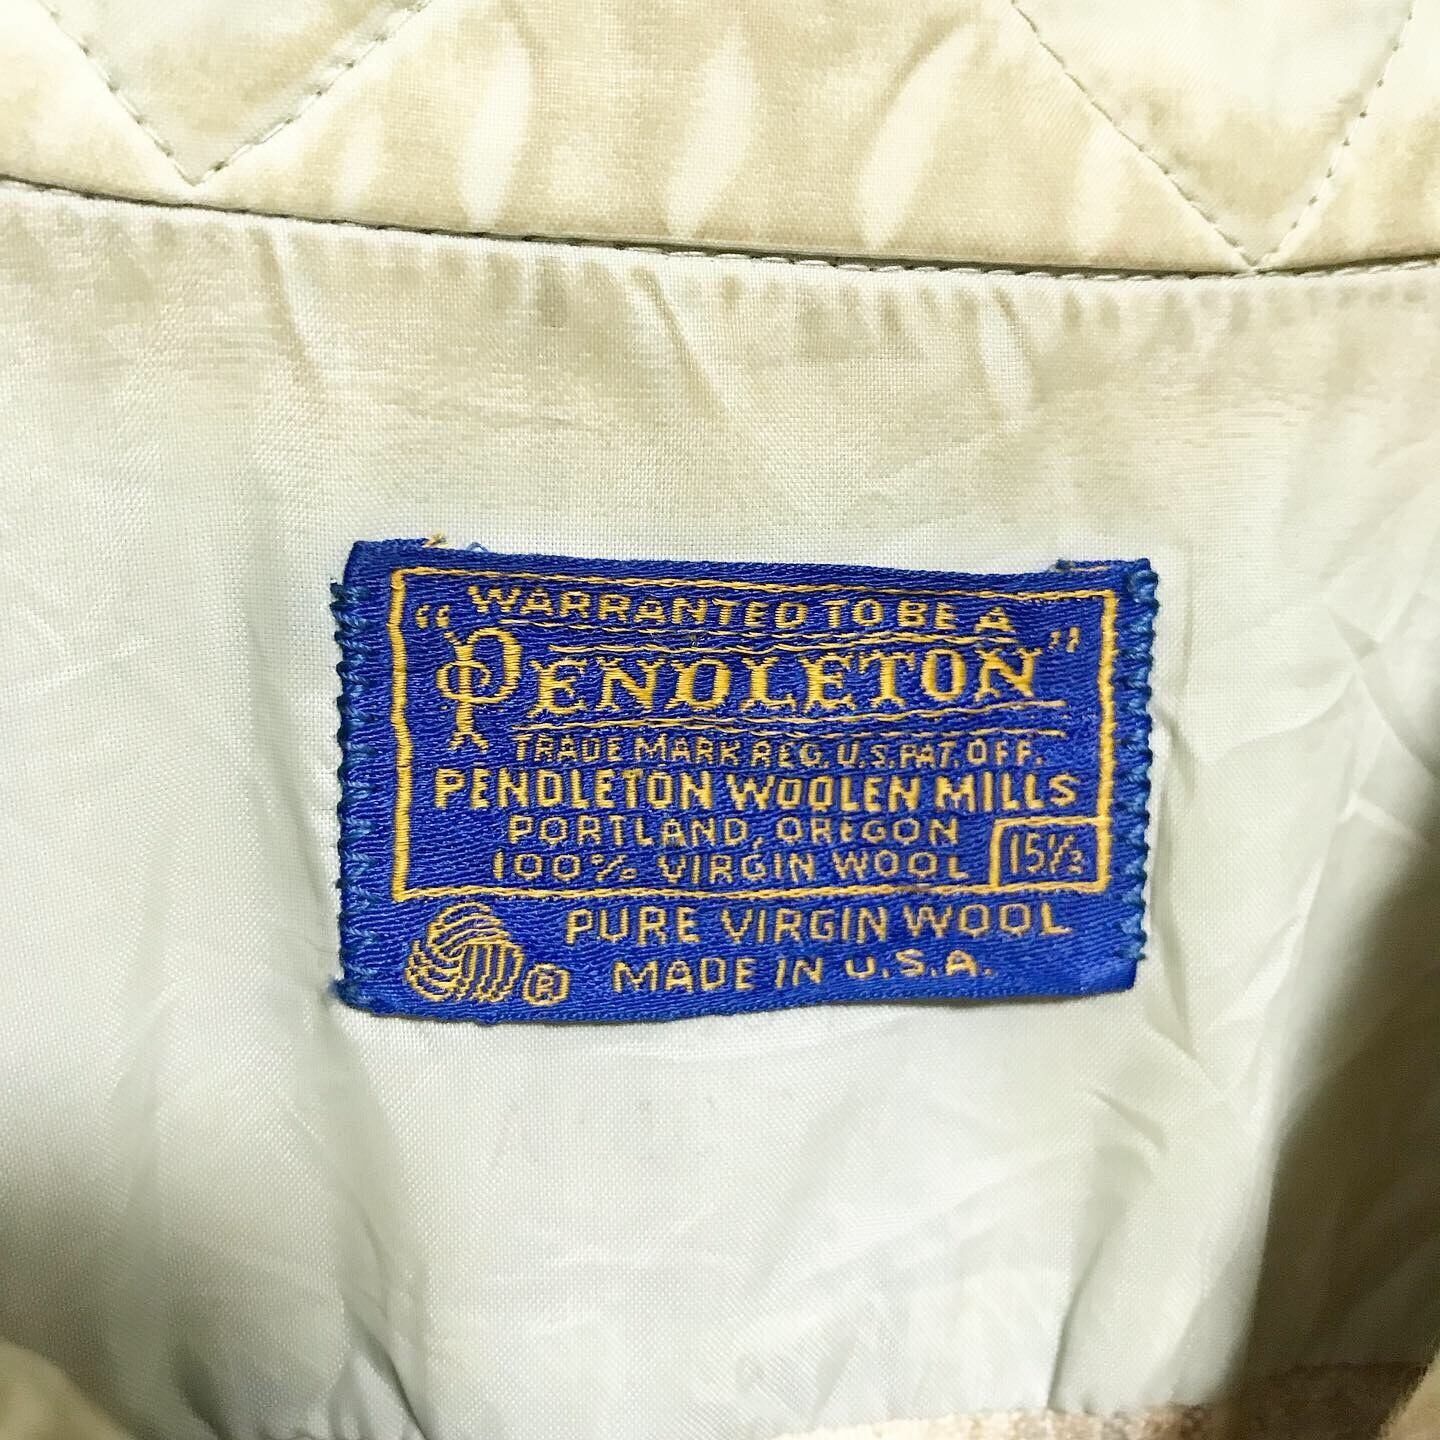 WARRANTED TO BE A
"PENDLETON"
TRADE MARK REG. U.S. PAT. OFF.
PENDLETON WOOLEN MILLS
PORTLAND, OREGON
100% VIRGIN WOOL 15⅓
PURE VIRGIN WOOL
® MADE IN U.S.A.